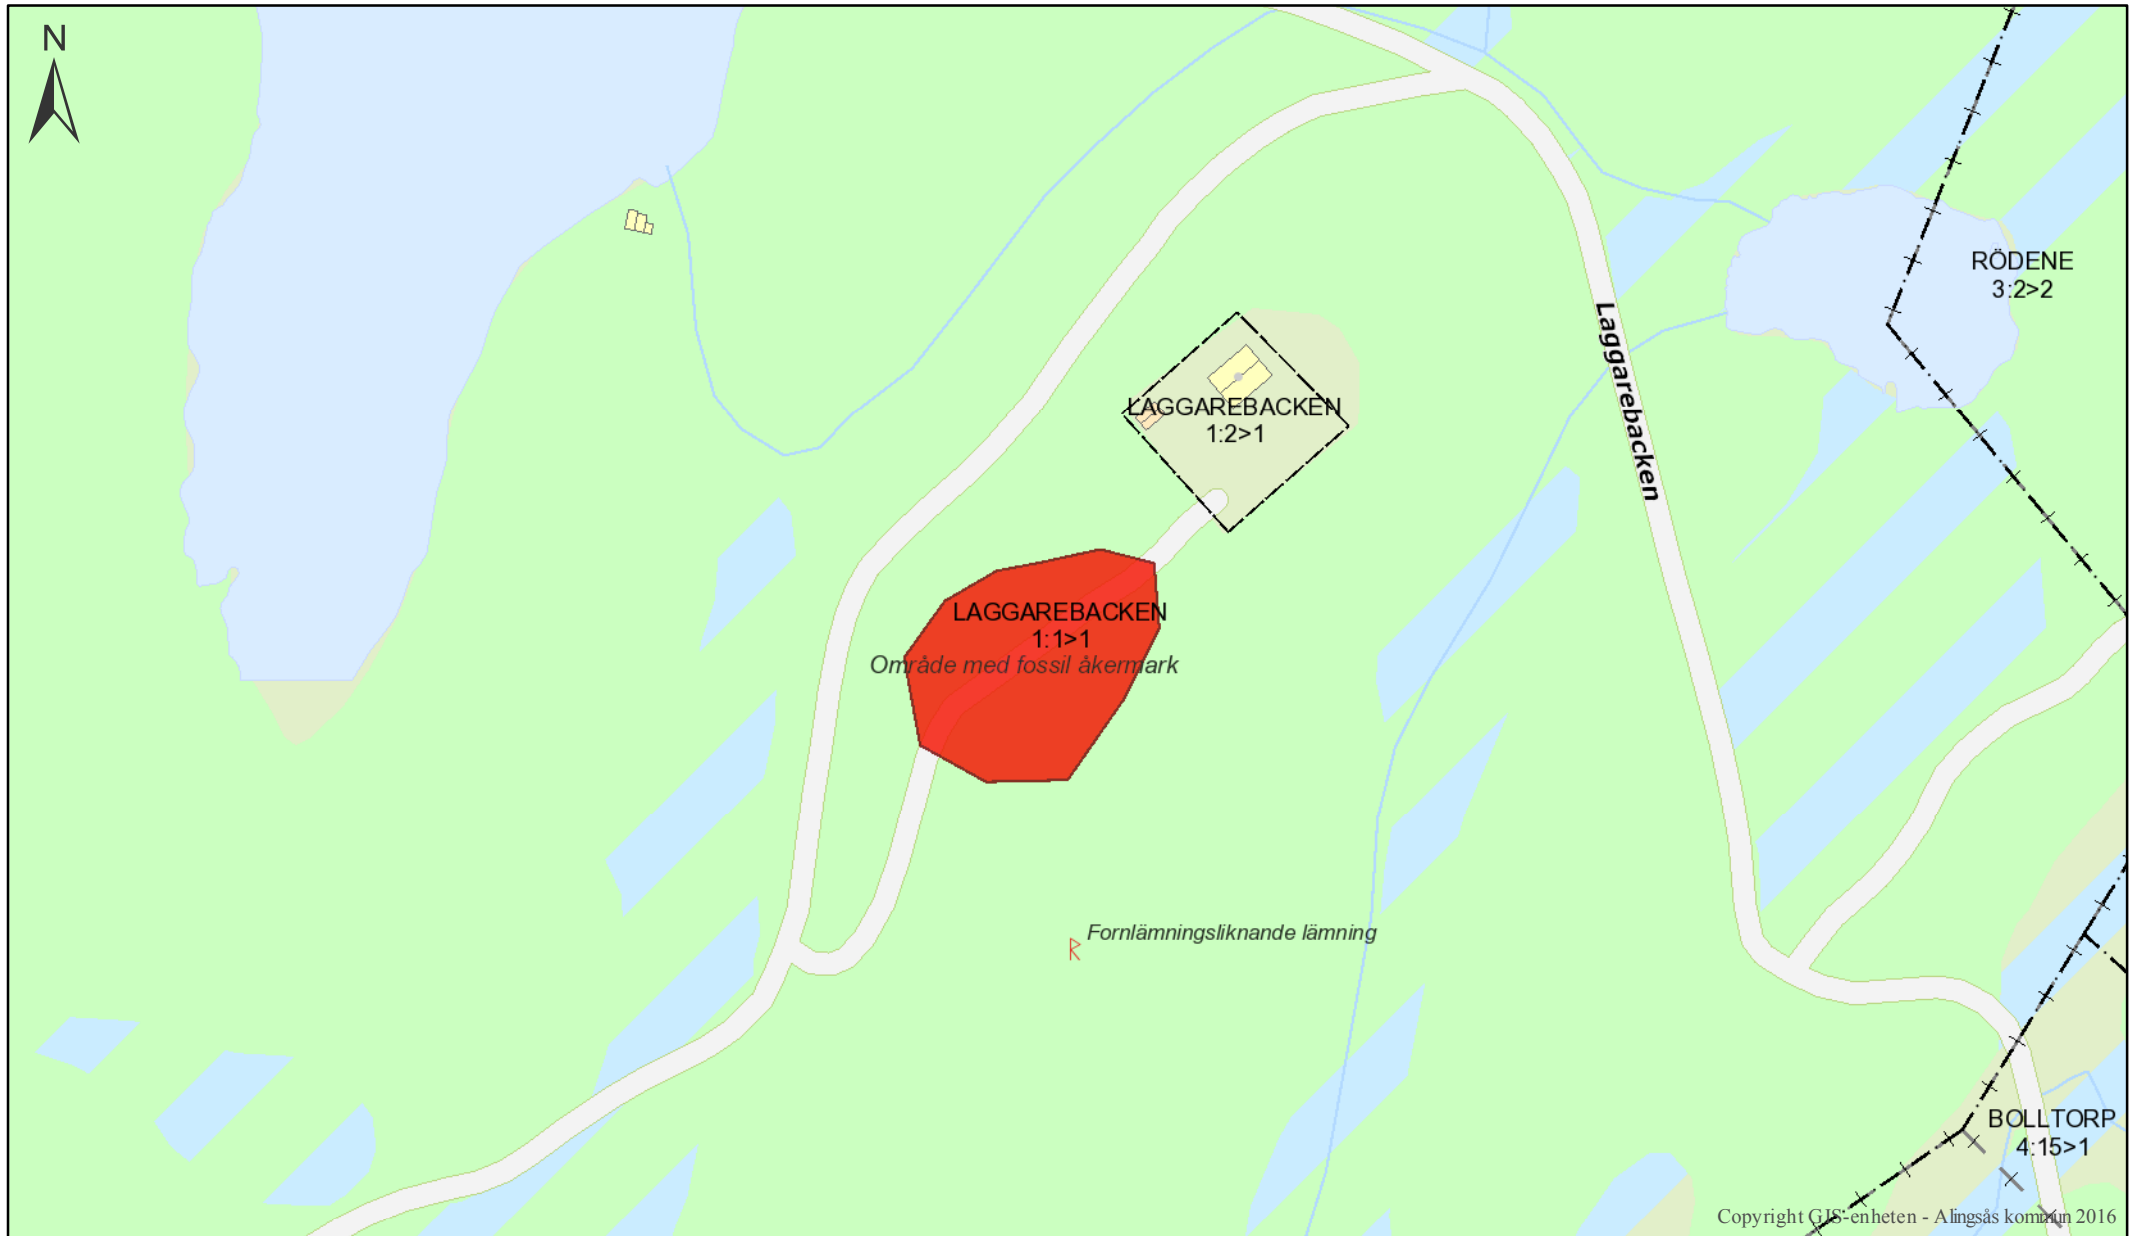 N
RÖDENE
3:2>2
Laggarebacken
LAGGAREBACKEN
1:2>1
LAGGAREBACKEN
1:1>1
Område med fossil åkermark
Fornlämningsliknande lämning
BOLLTORP
4:15>1
Copyright GIS-enheten - Alingsås kommun 2016